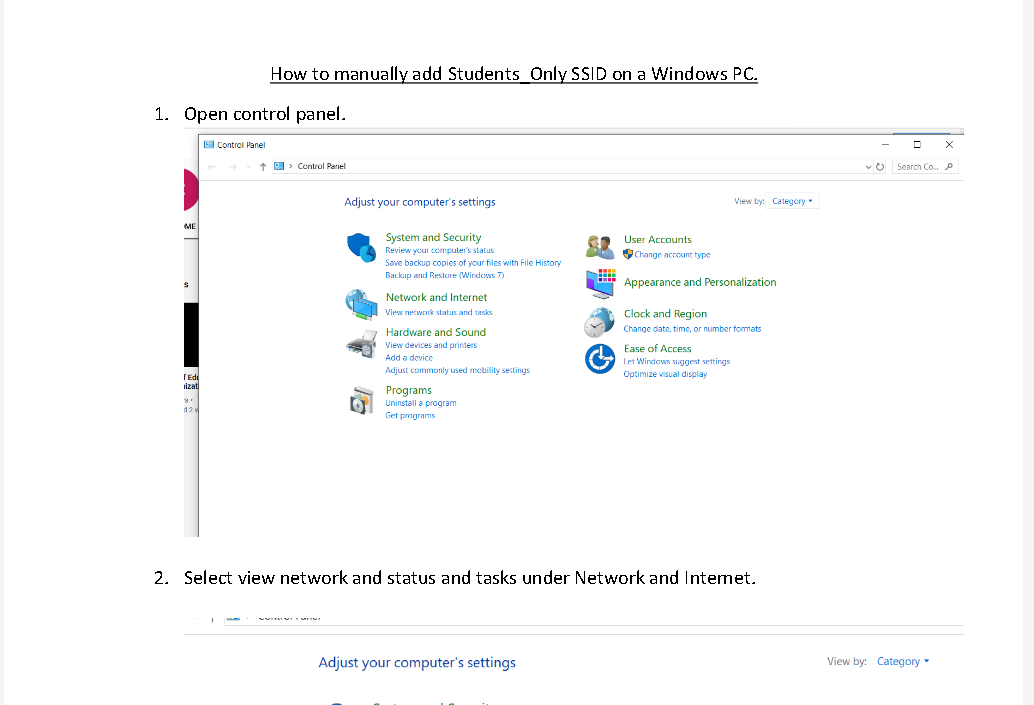 How to manually add Students_Only SSID on a Windows PC.
1. Open control panel.
Control Panel
Control Panel
Search Co...
Adjust your computer's settings
View by: Category
ME
System and Security
Review your computer's status
Save backup copies of your files with File History
Backup and Restore (Windows 7)
User Accounts
Change account type
Network and Internet
View network status and tasks
Appearance and Personalization
s
Hardware and Sound
View devices and printers
Add a device
Adjust commonly used mobility settings
Clock and Region
Change date, time, or number formats
Ease of Access
Let Windows suggest settings
Optimize visual display
Programs
Uninstall a program
Get programs
2. Select view network and status and tasks under Network and Internet.
Adjust your computer's settings
View by: Category